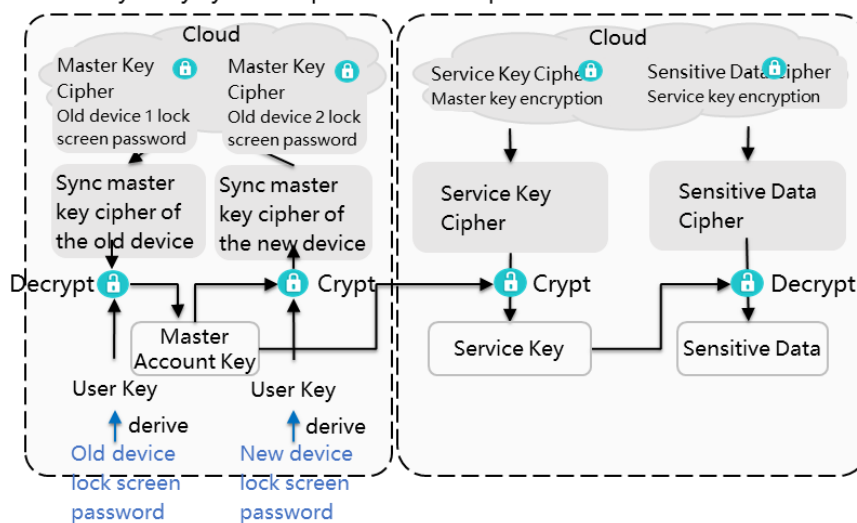 Cloud
Master Key
Cipher
Old device 1 lock
screen password
Master Key
Cipher
Old device 2 lock
screen password
Sync master
key cipher of
the old device
Sync master
key cipher of
the new device
Decrypt
Crypt
Master
Account Key
User Key
User Key
derive
derive
Old device
lock screen
password
New device
lock screen
password
Cloud
Service Key Cipher
Master key encryption
Sensitive Data Cipher
Service key encryption
Service Key
Cipher
Sensitive Data
Cipher
Crypt
Decrypt
Service Key
Sensitive Data